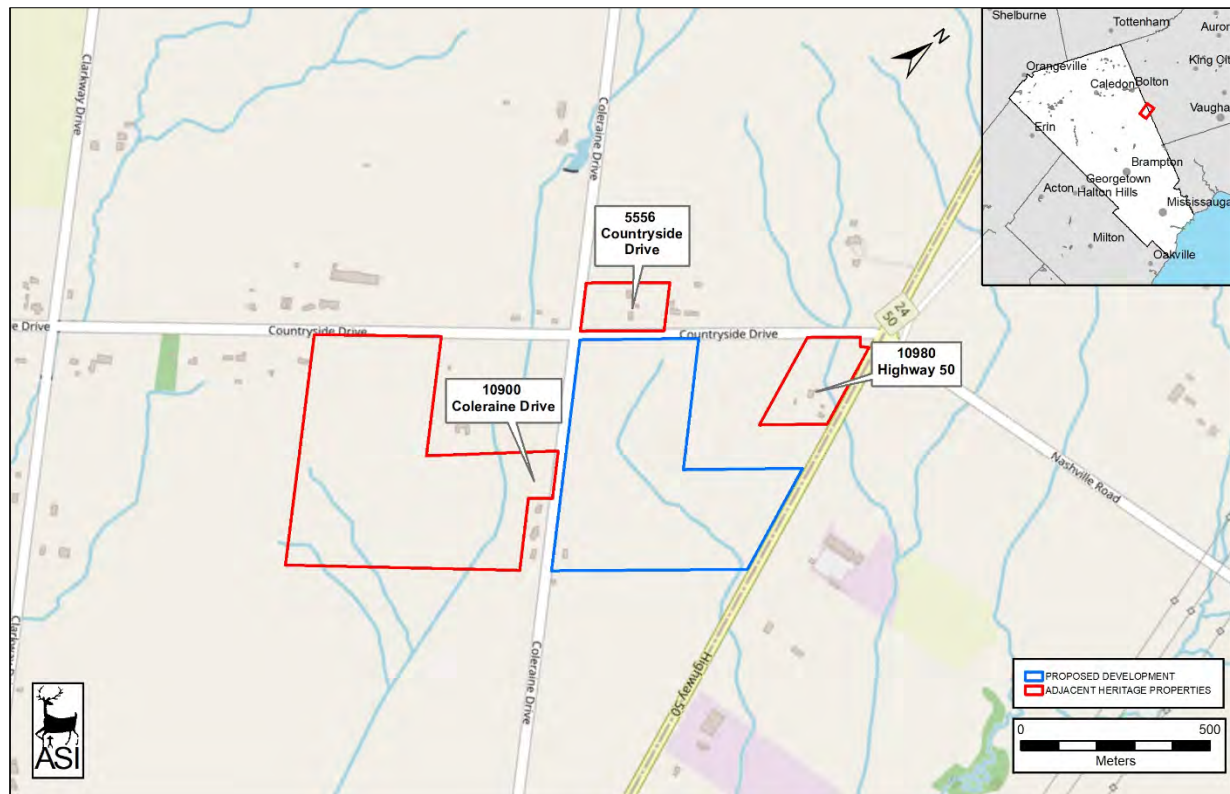 Clarkway Drive
Coleraine Drive
N
Shelburne
Tottenham
Auror
Orangeville
Caledon
Bolton
King Cit
Vaugha
Erin
Brampton
Georgetown
Acton
Halton Hills
Mississauga
Milton
Oakville
5556
Countryside
Drive
24
50
e Drive
Countryside Drive
Countryside Drive
10980
Highway 50
10900
Coleraine Drive
Nashville Road
Clarkway D
Coleraine Drive
Highway 50
PROPOSED DEVELOPMENT
ADJACENT HERITAGE PROPERTIES
0
500
Meters
ASI